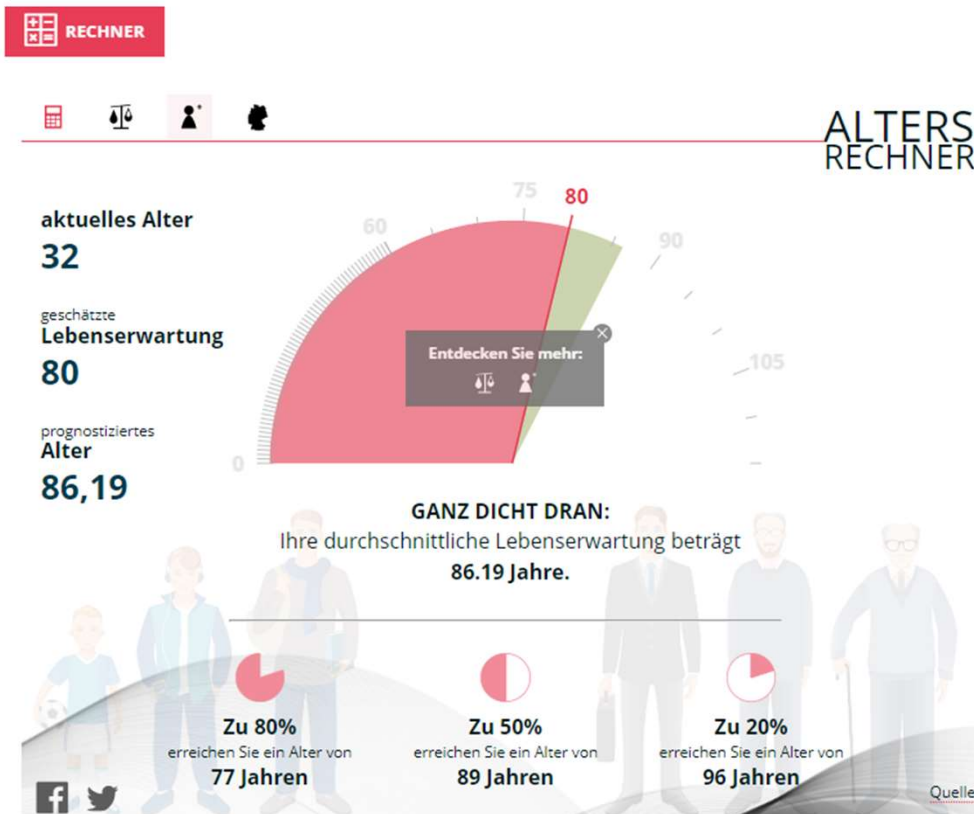 RECHNER
ALTERS
RECHNER
aktuelles Alter
32
geschätzte
Lebenserwartung
80
prognostiziertes
Alter
86,19
0
60
75
80
90
105
Entdecken Sie mehr:
GANZ DICHT DRAN:
Ihre durchschnittliche Lebenserwartung beträgt
86.19 Jahre.
Zu 80%
erreichen Sie ein Alter von
77 Jahren
Zu 50%
erreichen Sie ein Alter von
89 Jahren
Zu 20%
erreichen Sie ein Alter von
96 Jahren
Quelle